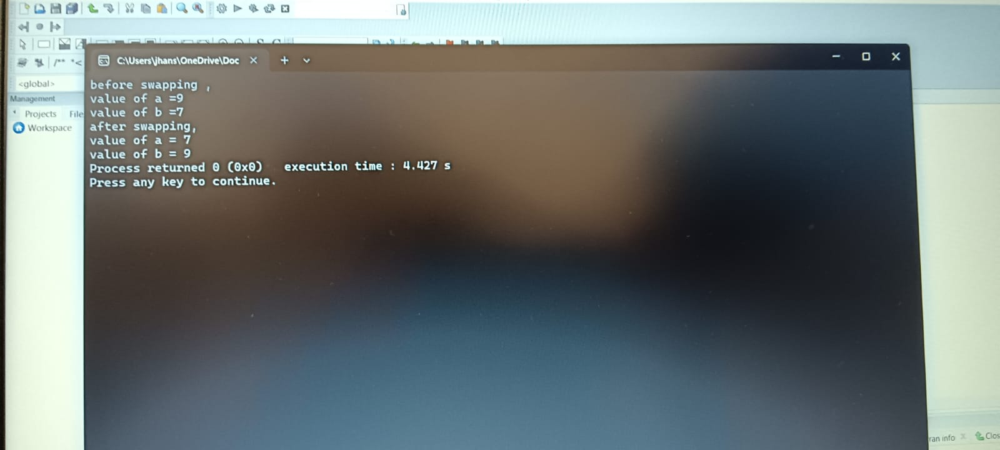 C:\Users\jhans\OneDrive\Doc
/** *<
<global>
Management
Projects File
Workspace
before swapping ,
value of a =9
value of b =7
after swapping,
value of a = 7
value of b = 9
Process returned 0 (0x0) execution time : 4.427 s
Press any key to continue.
ran info
Clos